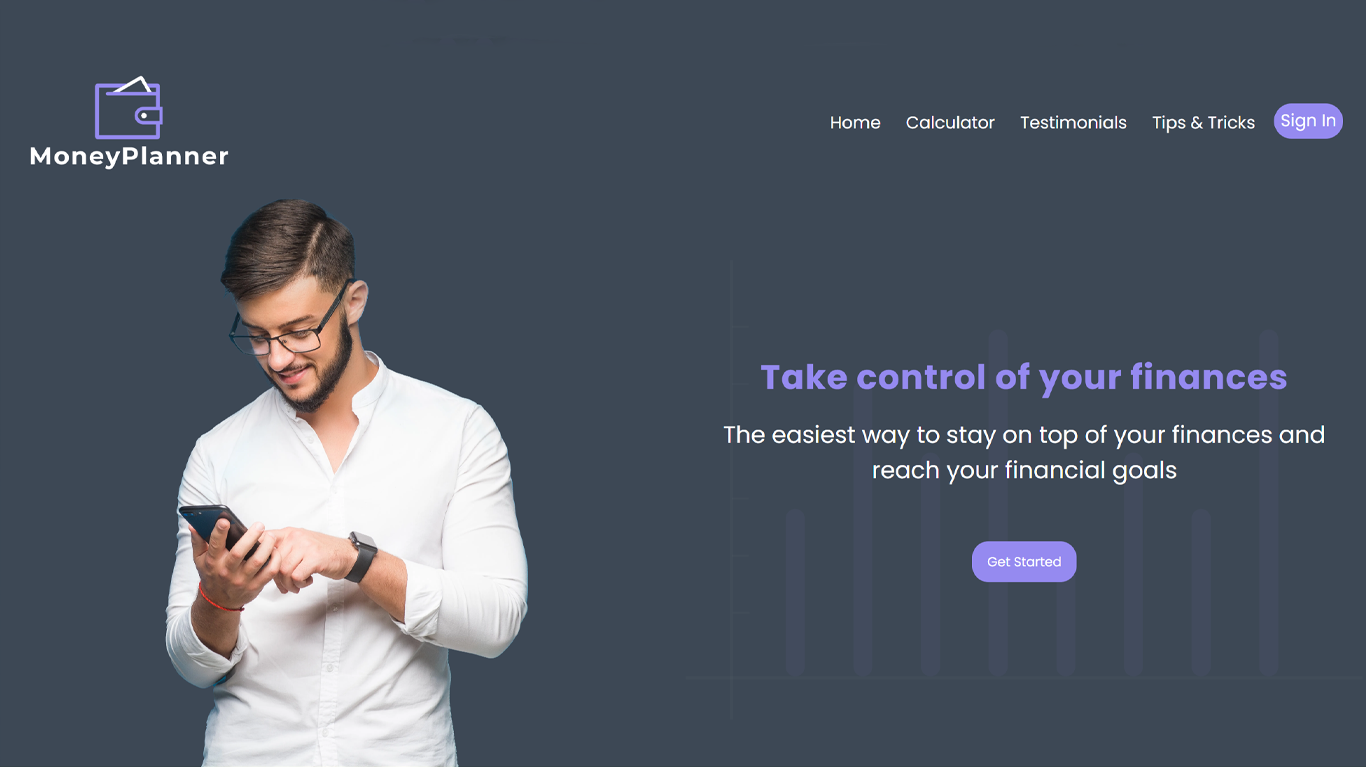 MoneyPlanner
Home Calculator Testimonials Tips & Tricks Sign In
Take control of your finances
The easiest way to stay on top of your finances and
reach your financial goals
Get Started